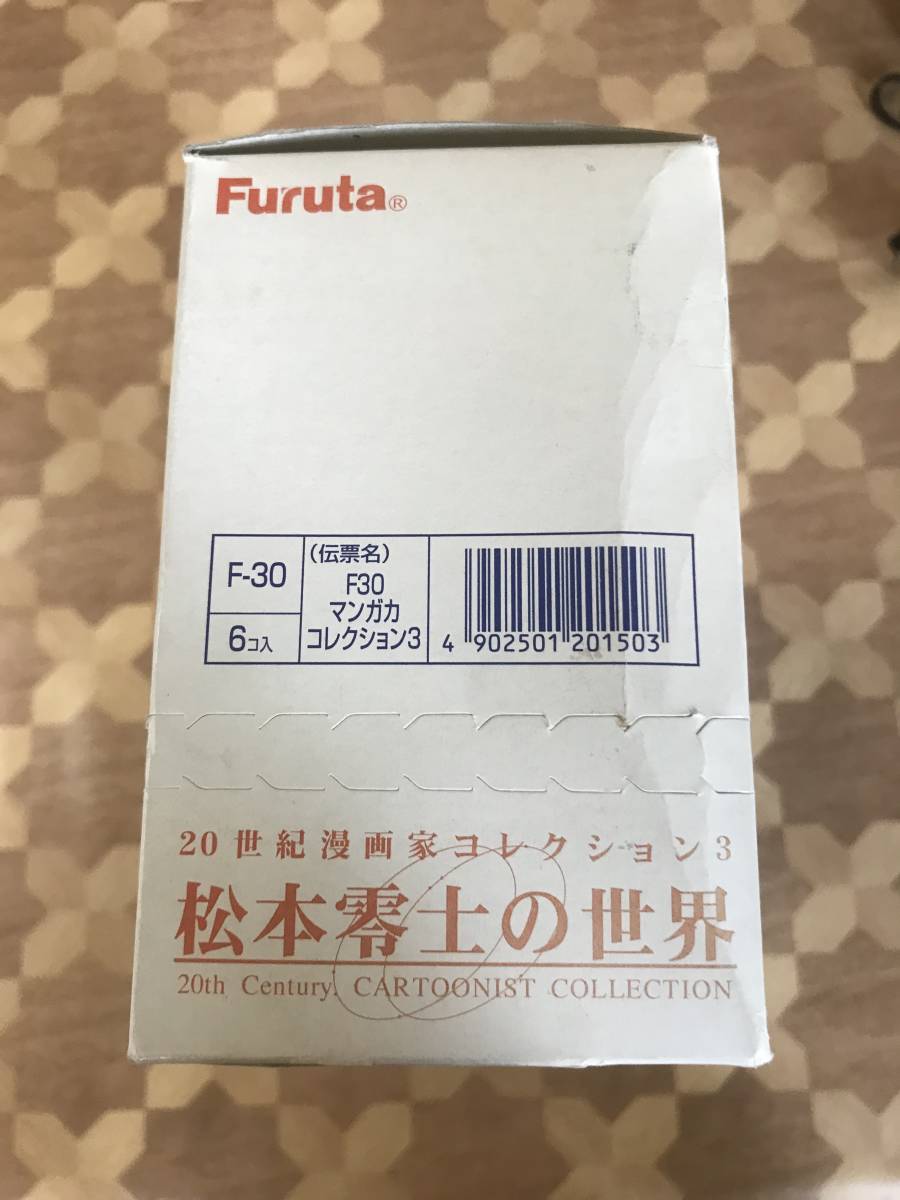 Furuta®
F-30
6コ入
(伝票名)
F30
マンガカ
コレクション3
4 902501 201503
20世紀漫画家コレクション3
松本零士の世界
20th Century. CARTOONIST COLLECTION